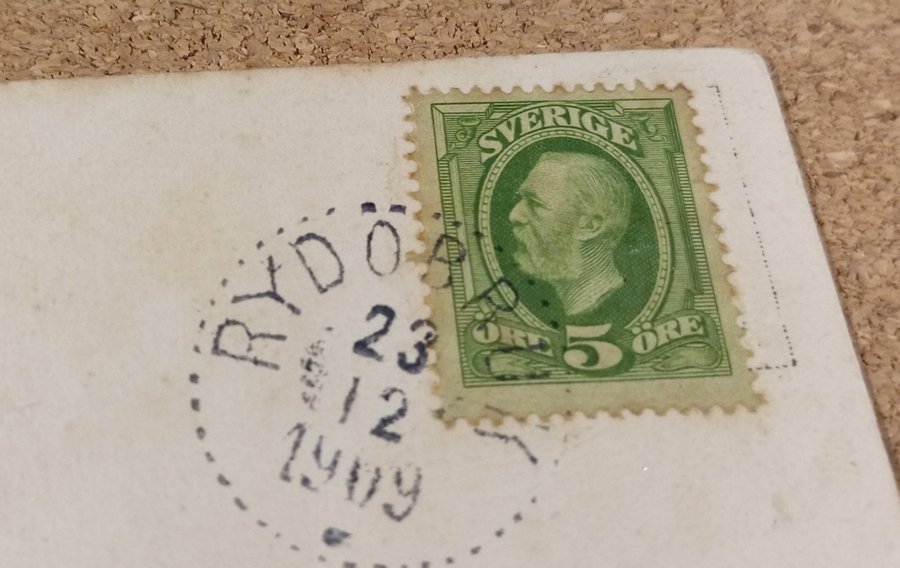 SVERIGE
ÖRE 5 ÖRE
RYDÖBRUK
23
12
1909